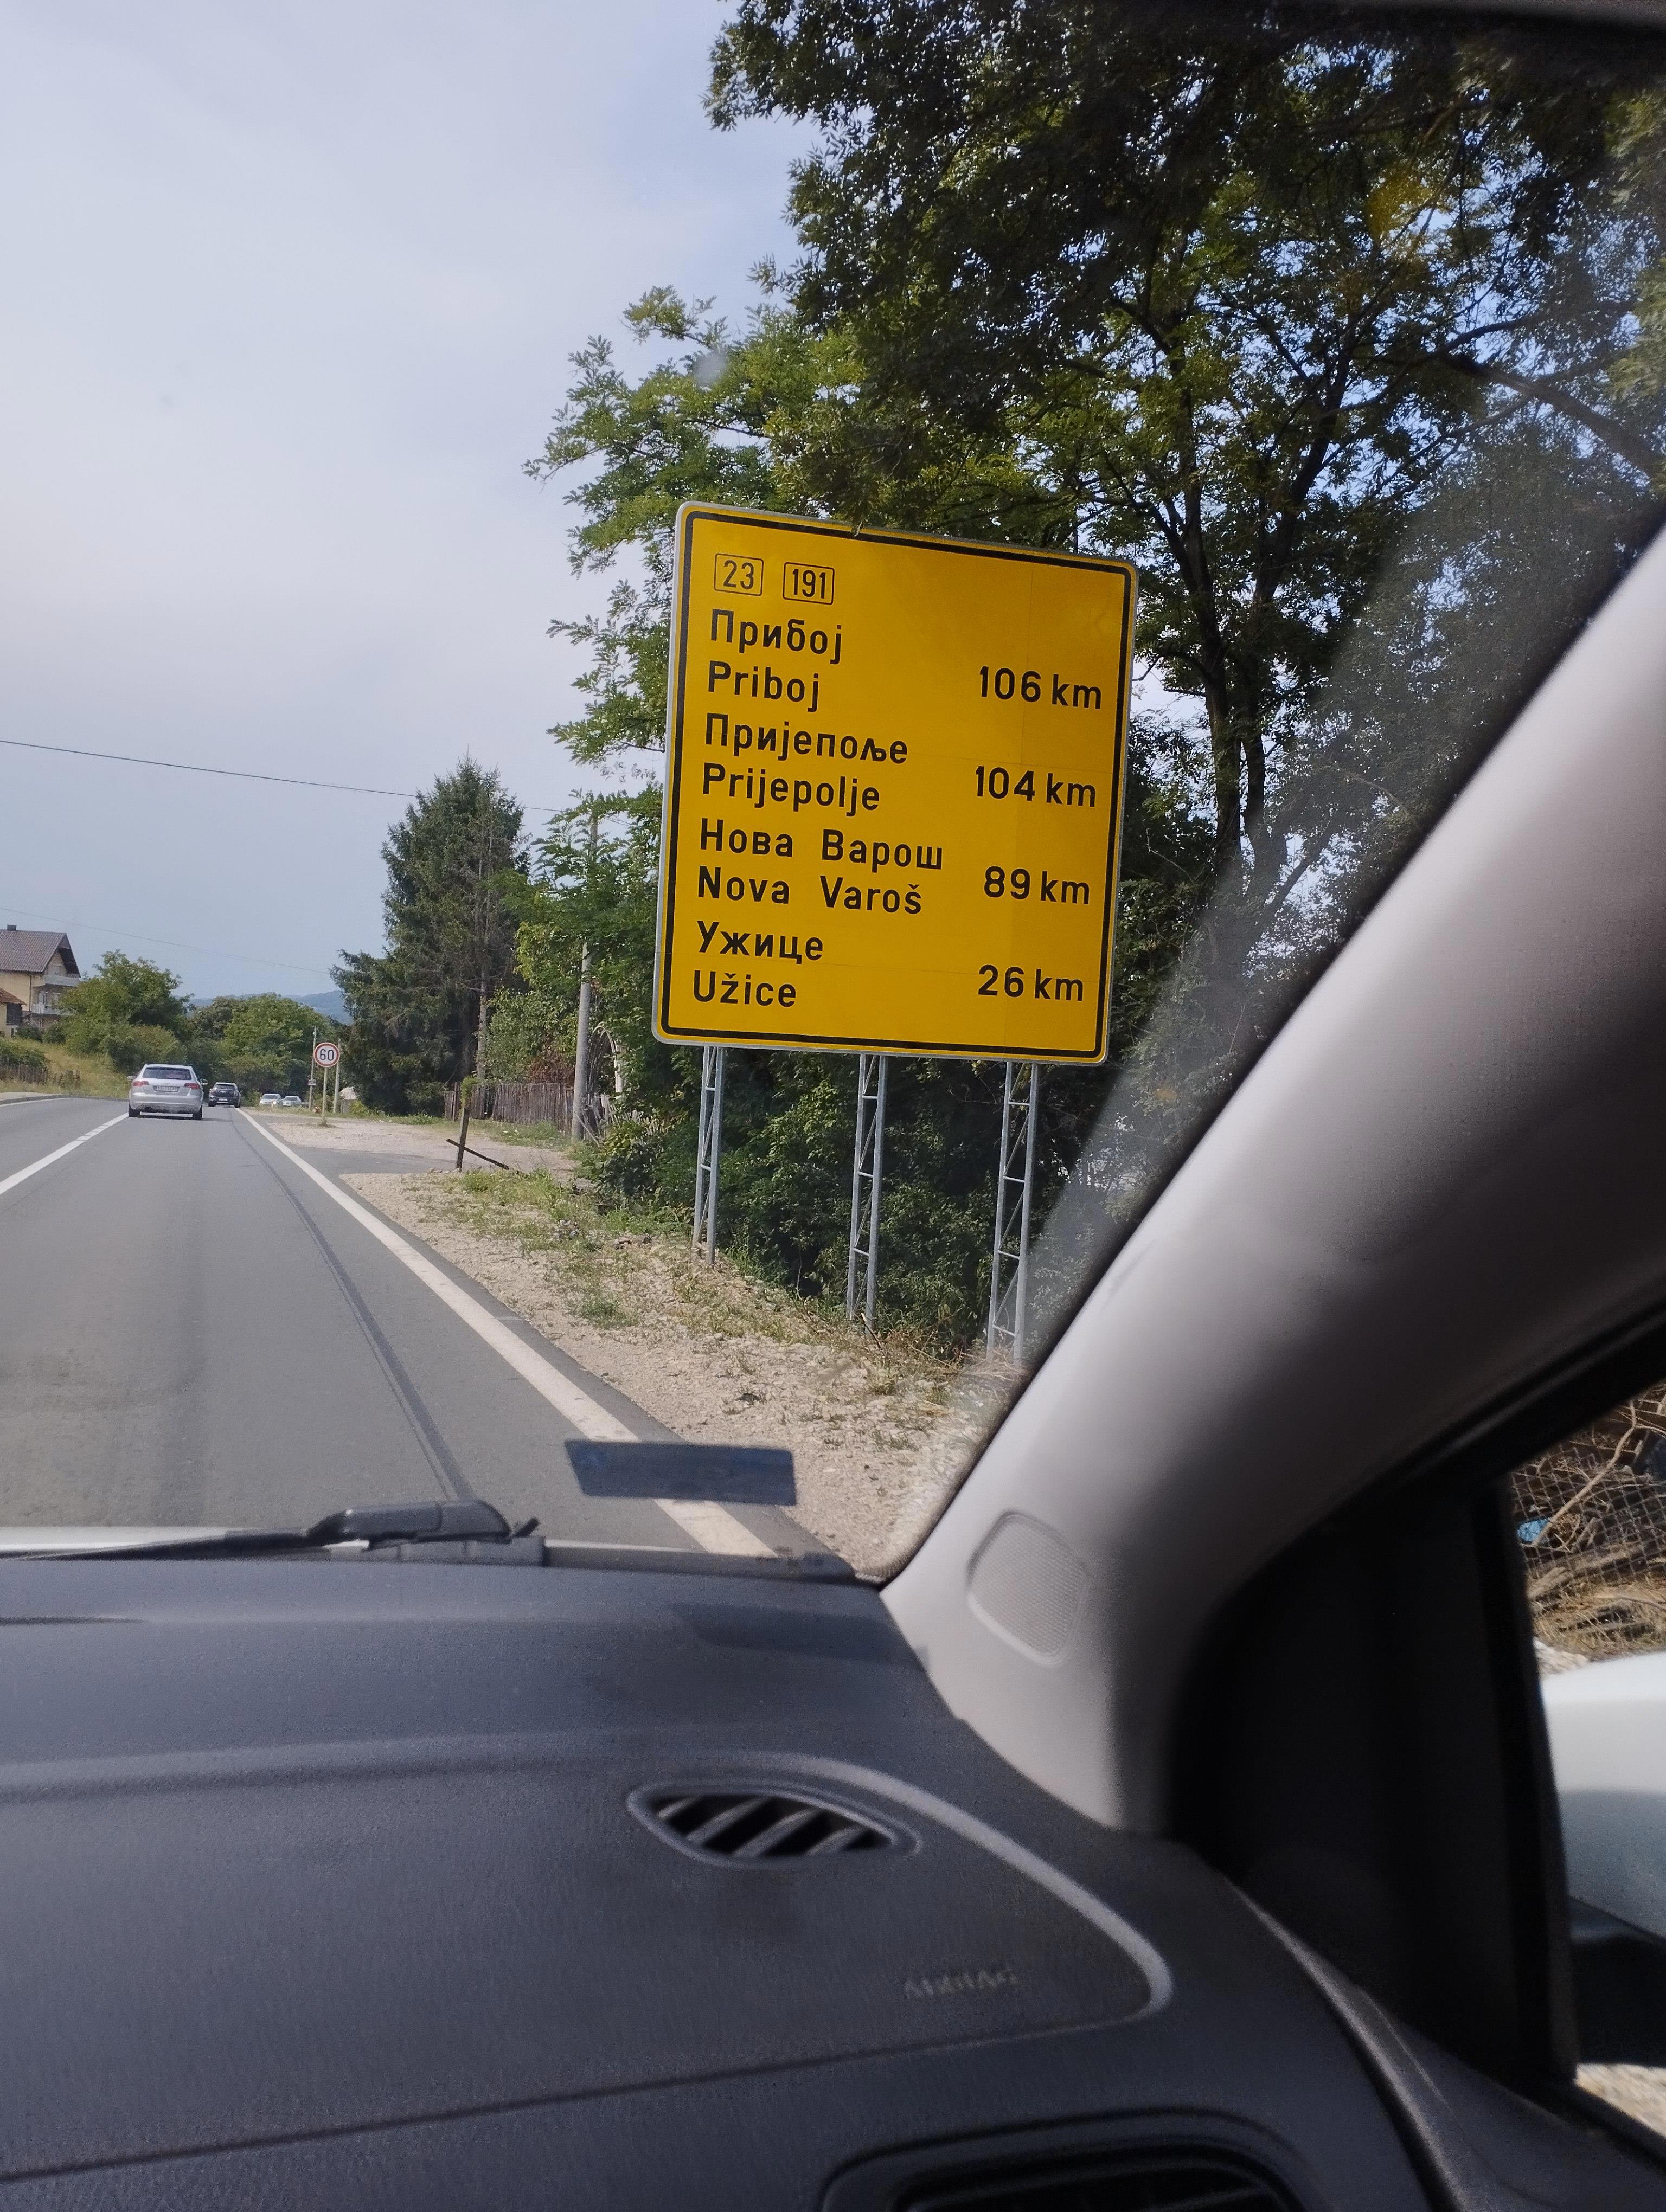 23 191
Прибој
Priboj 106 km
Пријепоље
Prijepolje 104 km
Нова Варош
Nova Varoš 89 km
Ужице
Užice 26 km
60
AIRBAG